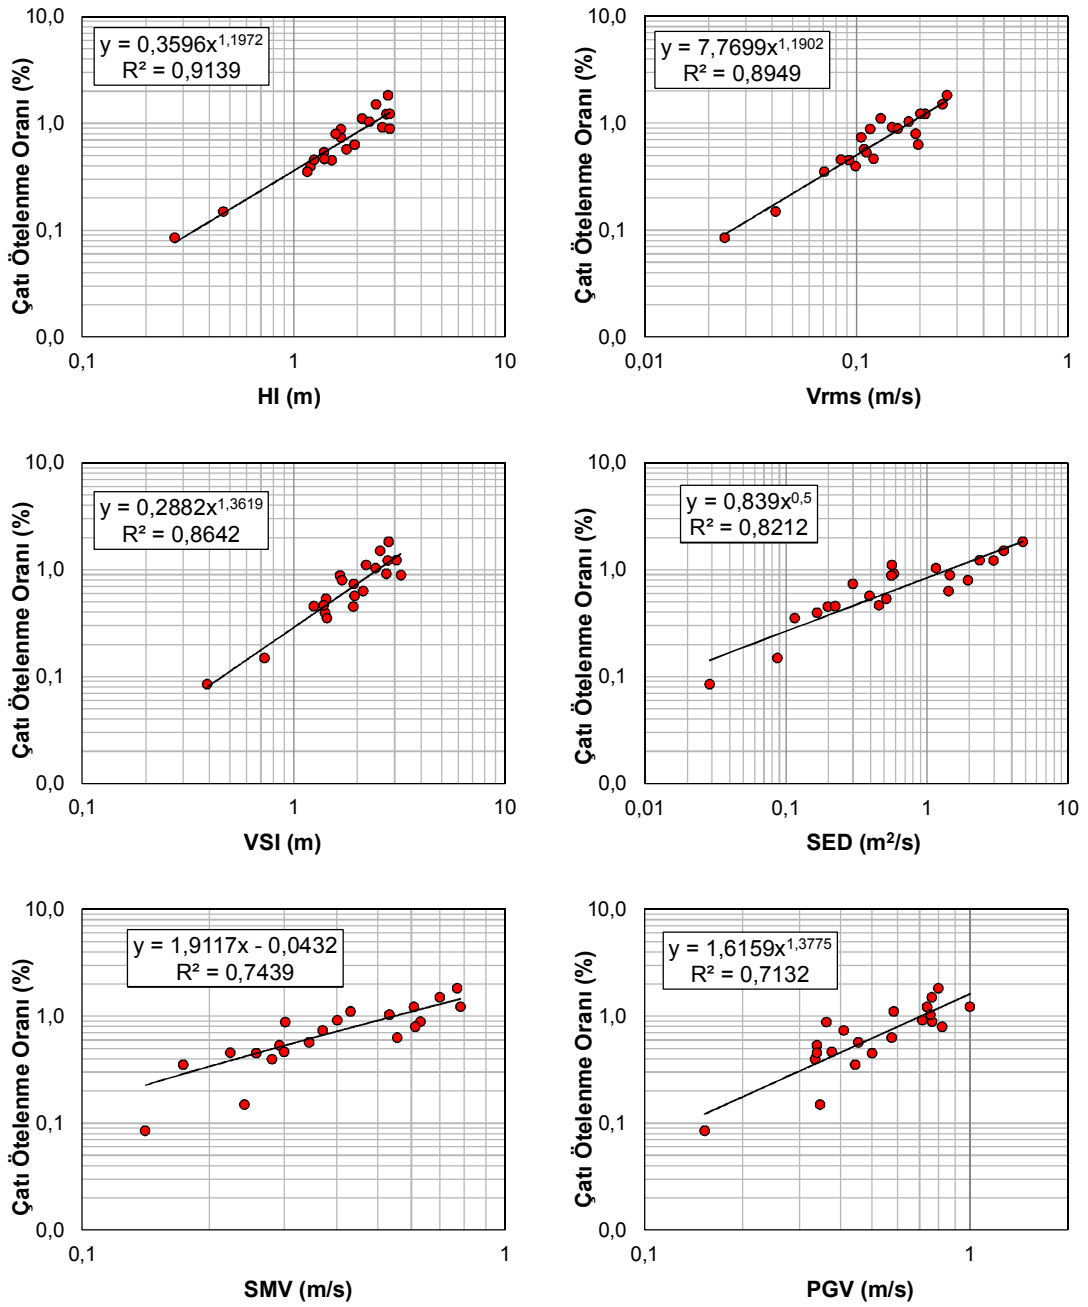 10,0
1,0
0,1
0,0
Çatı Ötelenme Oranı (%)
y = 0,3596x^1,1972
R² = 0,9139
0,1
1
10
HI (m)
10,0
1,0
0,1
0,0
Çatı Ötelenme Oranı (%)
y = 7,7699x^1,1902
R² = 0,8949
0,01
0,1
1
Vrms (m/s)
10,0
1,0
0,1
0,0
Çatı Ötelenme Oranı (%)
y = 0,2882x^1,3619
R² = 0,8642
0,1
1
10
VSI (m)
10,0
1,0
0,1
0,0
Çatı Ötelenme Oranı (%)
y = 0,839x^0,5
R² = 0,8212
0,01
0,1
1
10
SED (m²/s)
10,0
1,0
0,1
0,0
Çatı Ötelenme Oranı (%)
y = 1,9117x - 0,0432
R² = 0,7439
0,1
1
SMV (m/s)
10,0
1,0
0,1
0,0
Çatı Ötelenme Oranı (%)
y = 1,6159x^1,3775
R² = 0,7132
0,1
1
PGV (m/s)